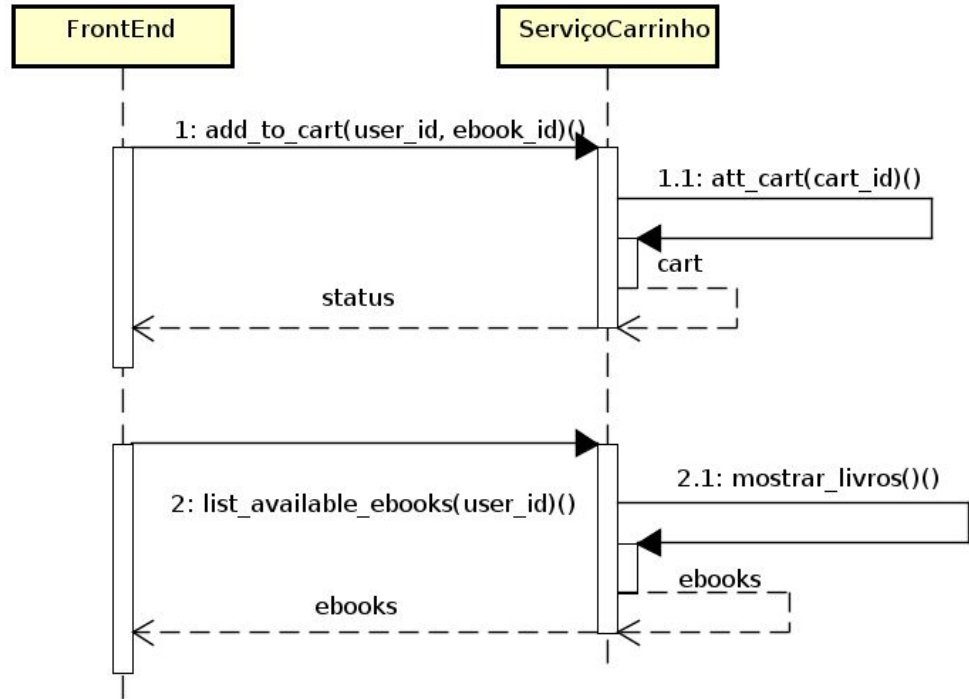 FrontEnd
ServiçoCarrinho
1: add_to_cart(user_id, ebook_id)()
1.1: att_cart(cart_id)()
cart
status
2: list_available_ebooks(user_id)()
2.1: mostrar_livros()()
ebooks
ebooks